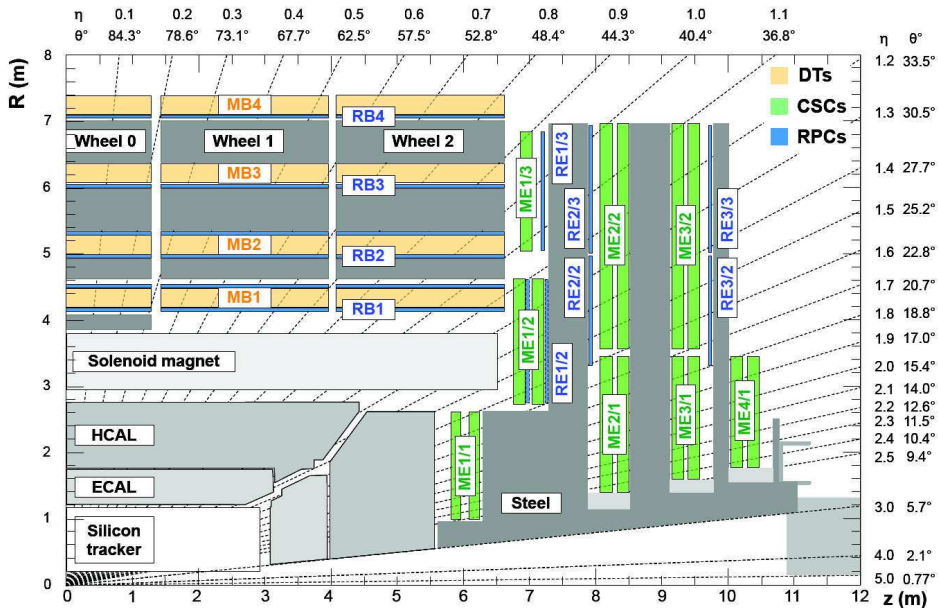 η 0.1 0.2 0.3 0.4 0.5 0.6 0.7 0.8 0.9 1.0 1.1
θ° 84.3° 78.6° 73.1° 67.7° 62.5° 57.5° 52.8° 48.4° 44.3° 40.4° 36.8° η θ°
R (m)
8
7
6
5
4
3
2
1
0
1.2 33.5°
1.3 30.5°
1.4 27.7°
1.5 25.2°
1.6 22.8°
1.7 20.7°
1.8 18.8°
1.9 17.0°
2.0 15.4°
2.1 14.0°
2.2 12.6°
2.3 11.5°
2.4 10.4°
2.5 9.4°
3.0 5.7°
4.0 2.1°
5.0 0.77°
DTs
CSCs
RPCs
MB4
RB4
Wheel 0 Wheel 1 Wheel 2
MB3
RB3
MB2
RB2
MB1
RB1
Solenoid magnet
HCAL
ECAL
Silicon
tracker
Steel
ME1/3
RE1/3
RE2/3
ME2/2
ME3/2
RE3/3
ME1/2
RE2/2
RE3/2
RE1/2
ME1/1
ME2/1
ME3/1
ME4/1
0 1 2 3 4 5 6 7 8 9 10 11 12
z (m)